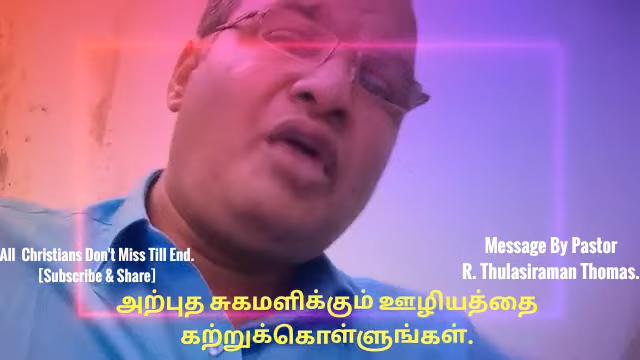 All Christians Don't Miss Till End.
[Subscribe & Share]
Message By Pastor
R. Thulasiraman Thomas.
அற்புத சுகமளிக்கும் ஊழியத்தை
கற்றுக்கொள்ளுங்கள்.